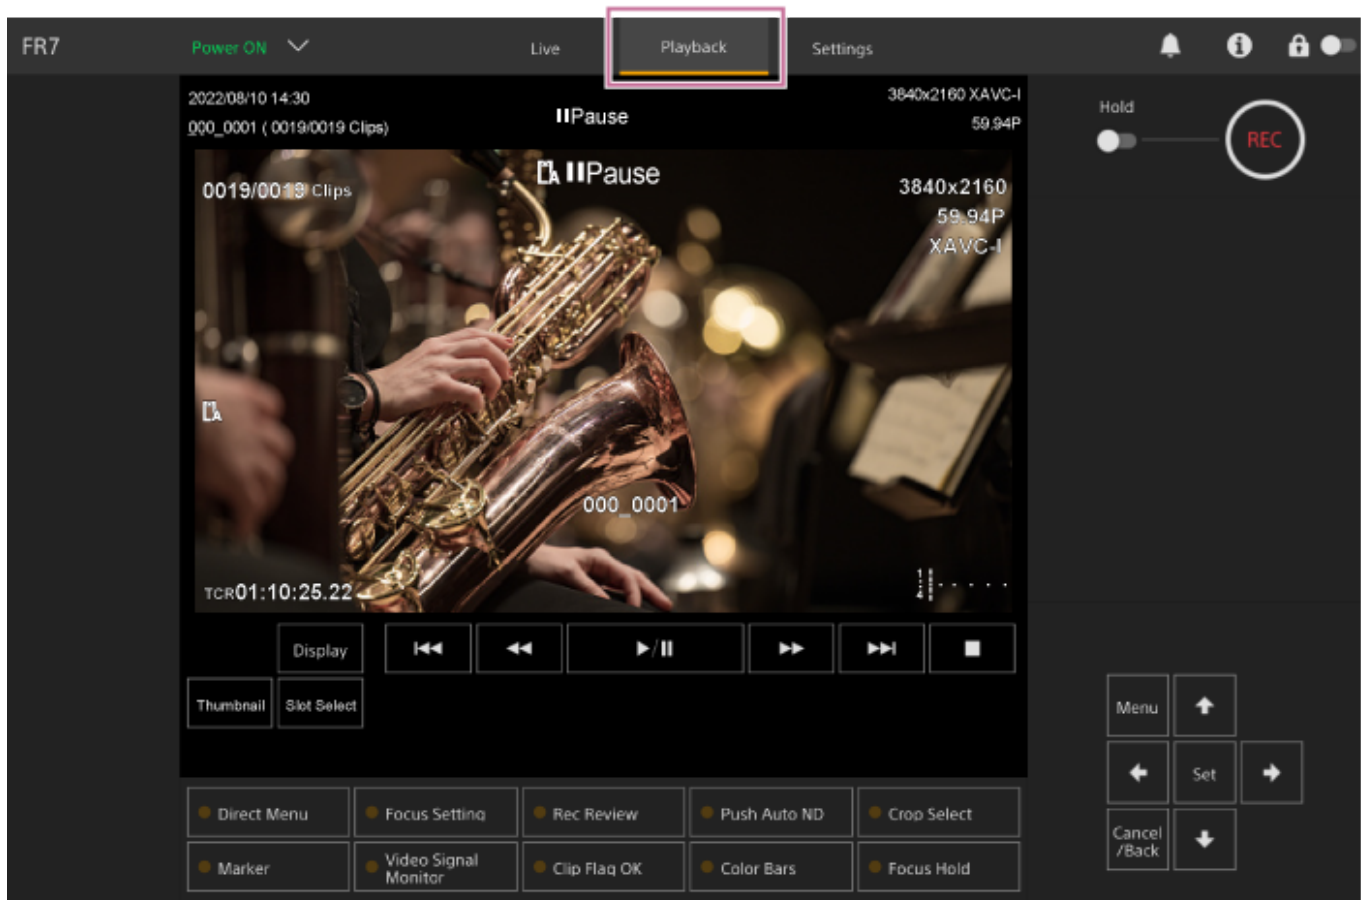 FR7
Power ON
Live
Playback
Settings
2022/08/10 14:30
000_0001 ( 0019/0019 Clips)
Pause
3840x2160 XAVC-I
59.94P
Hold
REC
0019/0019 Clips
Pause
3840x2160
59.94P
XAVC-I
000_0001
TCR01:10:25.22
Display
Thumbnail
Slot Select
Menu
Set
Cancel
/Back
Direct Menu
Focus Setting
Rec Review
Push Auto ND
Crop Select
Marker
Video Signal
Monitor
Clip Flag OK
Color Bars
Focus Hold